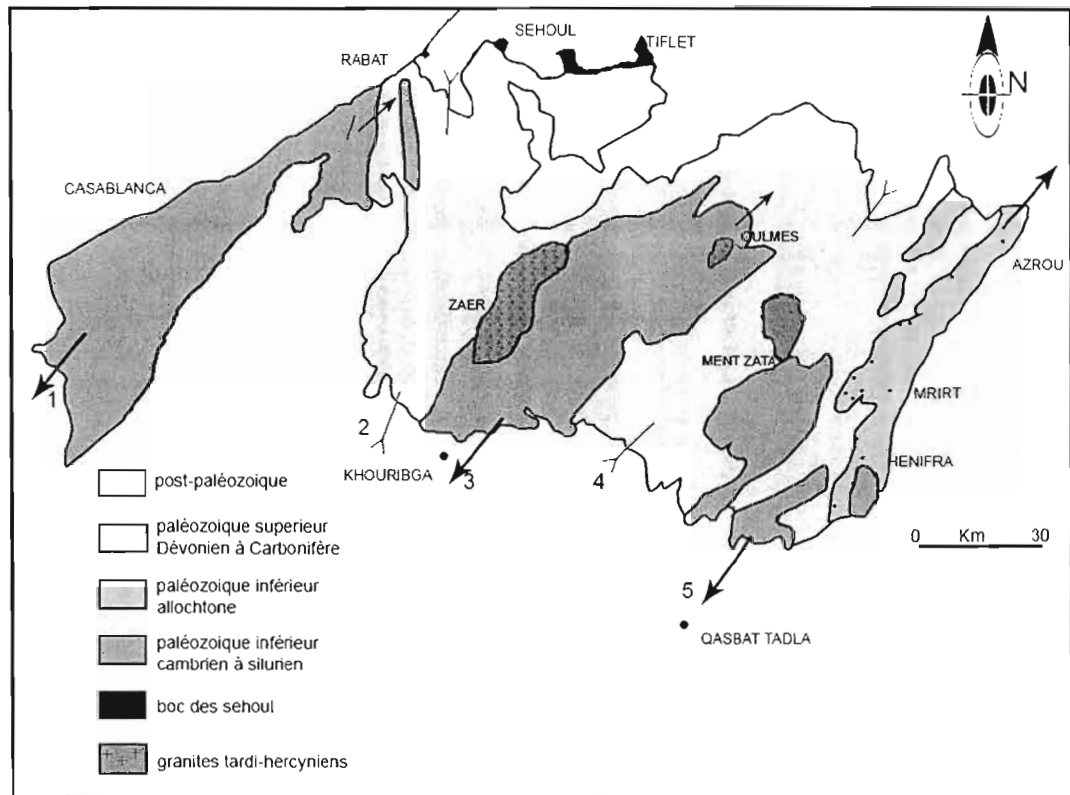 SEHOUL
TIFLET
RABAT
N
CASABLANCA
OULMES
AZROU
ZAER
MENT ZATA
MRIRT
1
2
KHENIFRA
KHOURIBGA
3
4
0 Km 30
5
QASBAT TADLA
post-paléozoique
paléozoique superieur
Dévonien à Carbonifère
paléozoique inférieur
allochtone
paléozoique inférieur
cambrien à silurien
boc des sehoul
granites tardi-hercyniens